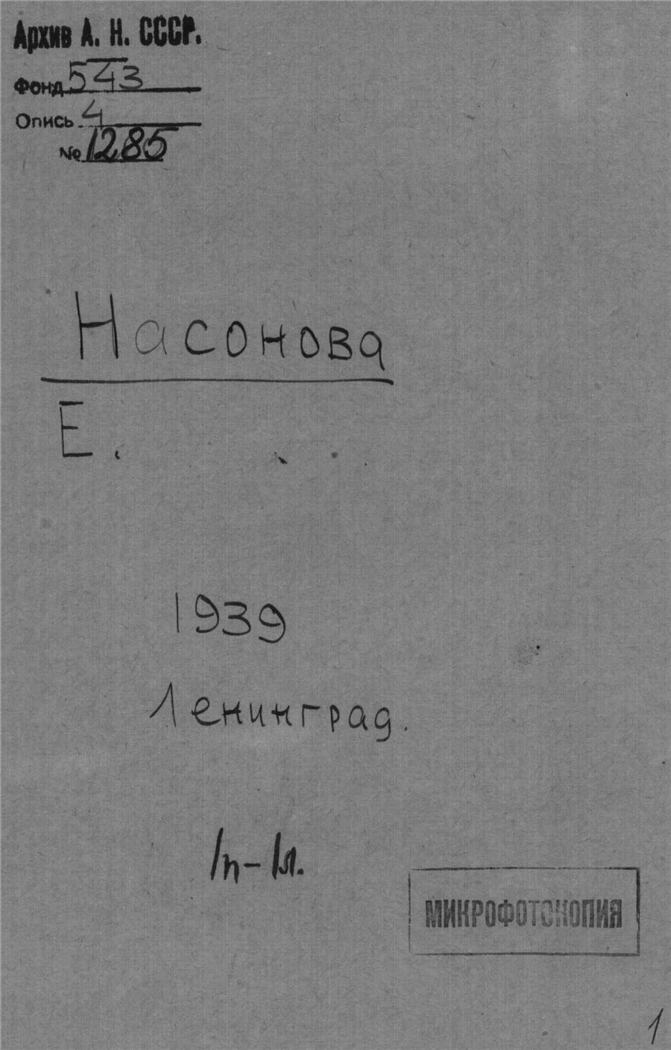 Архив А. Н. СССР.
Фонд 543
Опись 4
№ 1285
Насонова
Е.
1939
Ленинград.
1п-1л.
МИКРОФОТОКОПИЯ
1